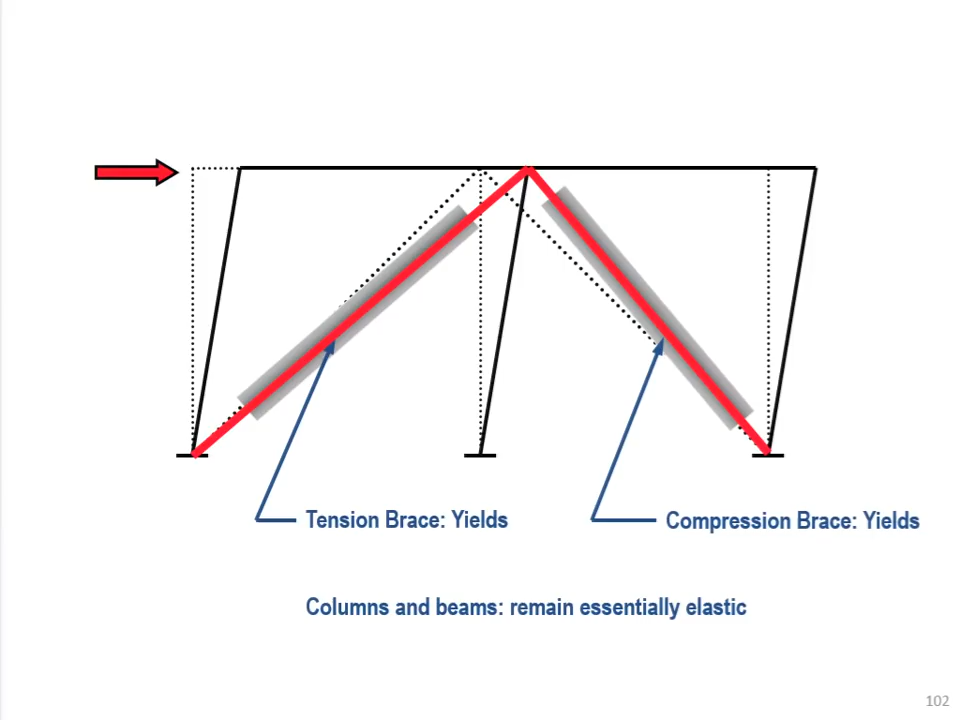 Tension Brace: Yields
Compression Brace: Yields
Columns and beams: remain essentially elastic
102